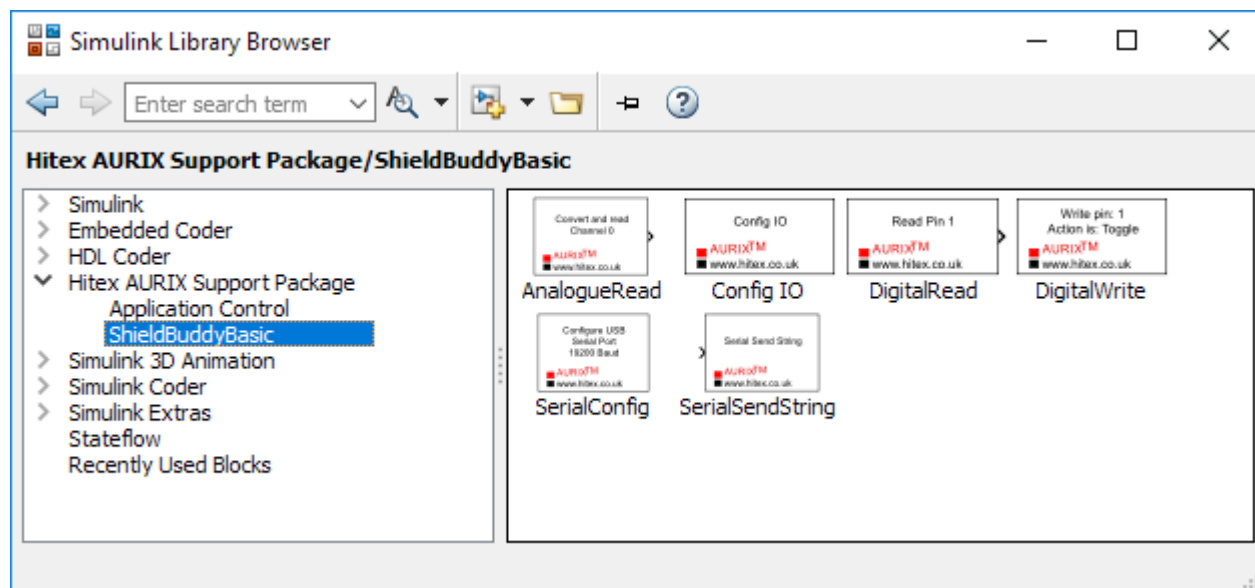 Simulink Library Browser
Enter search term
Hitex AURIX Support Package/ShieldBuddyBasic
Simulink
Embedded Coder
HDL Coder
Hitex AURIX Support Package
Application Control
ShieldBuddyBasic
Simulink 3D Animation
Simulink Coder
Simulink Extras
Stateflow
Recently Used Blocks
Convert and read
Channel 0
AURIX™
www.hitex.co.uk
AnalogueRead
Config IO
AURIX™
www.hitex.co.uk
Config IO
Read Pin 1
AURIX™
www.hitex.co.uk
DigitalRead
Write pin: 1
Action is: Toggle
AURIX™
www.hitex.co.uk
DigitalWrite
Configure USB
Serial Port
19200 Baud
AURIX™
www.hitex.co.uk
SerialConfig
Serial Send String
AURIX™
www.hitex.co.uk
SerialSendString